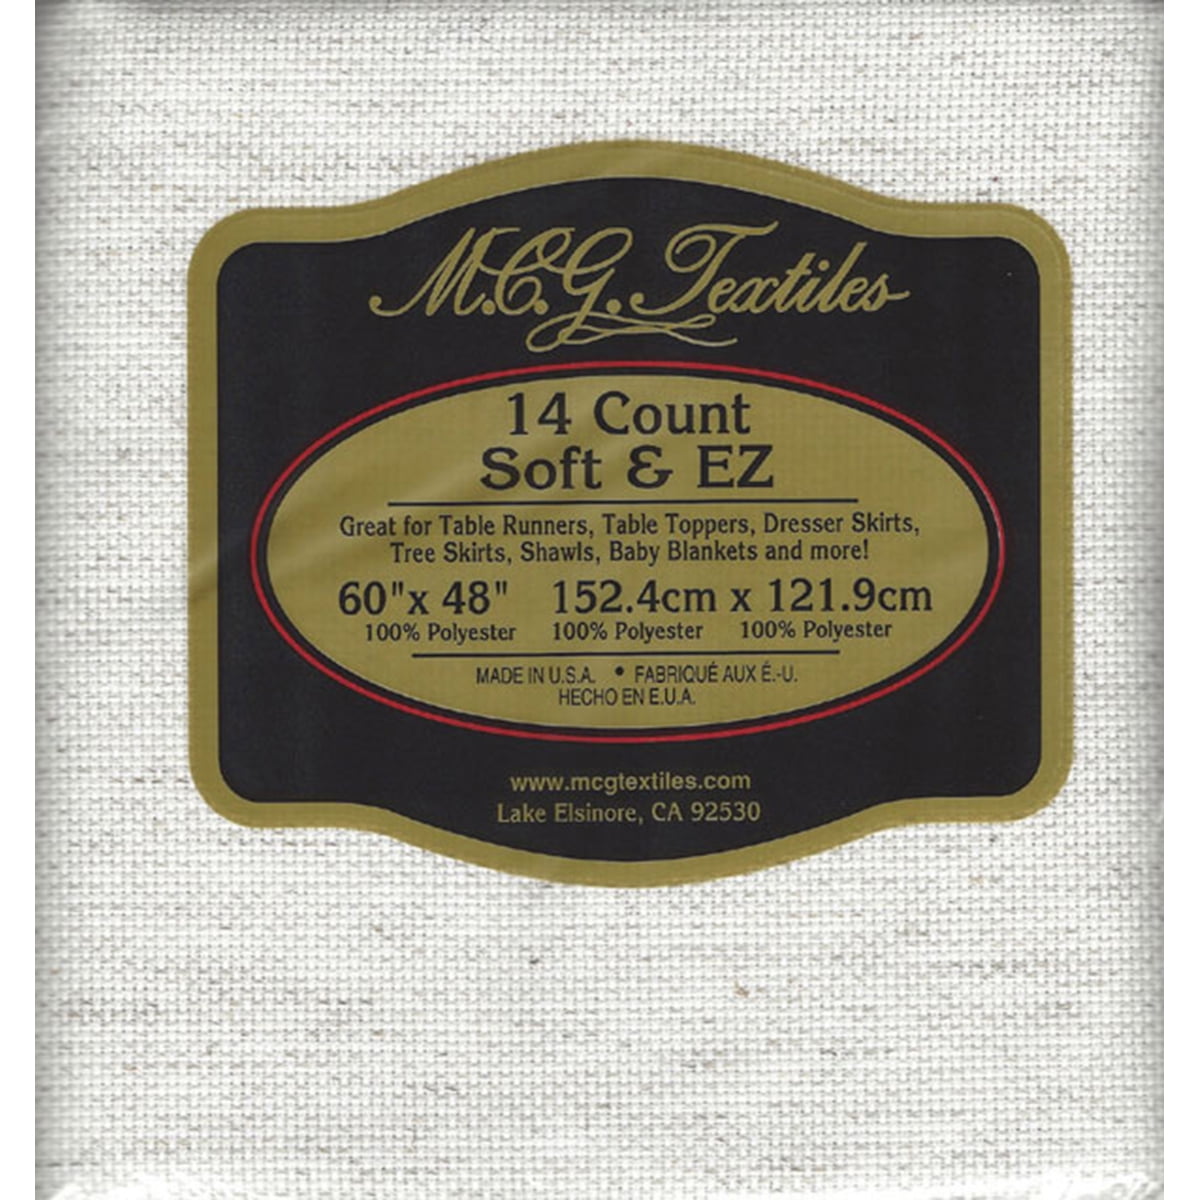 M.C.G. Textiles
14 Count
Soft & EZ
Great for Table Runners, Table Toppers, Dresser Skirts,
Tree Skirts, Shawls, Baby Blankets and more!
60"x 48" 152.4cm x 121.9cm
100% Polyester 100% Polyester 100% Polyester
MADE IN U.S.A. • FABRIQUÉ AUX É.-U.
HECHO EN E.U.A.
www.mcgtextiles.com
Lake Elsinore, CA 92530